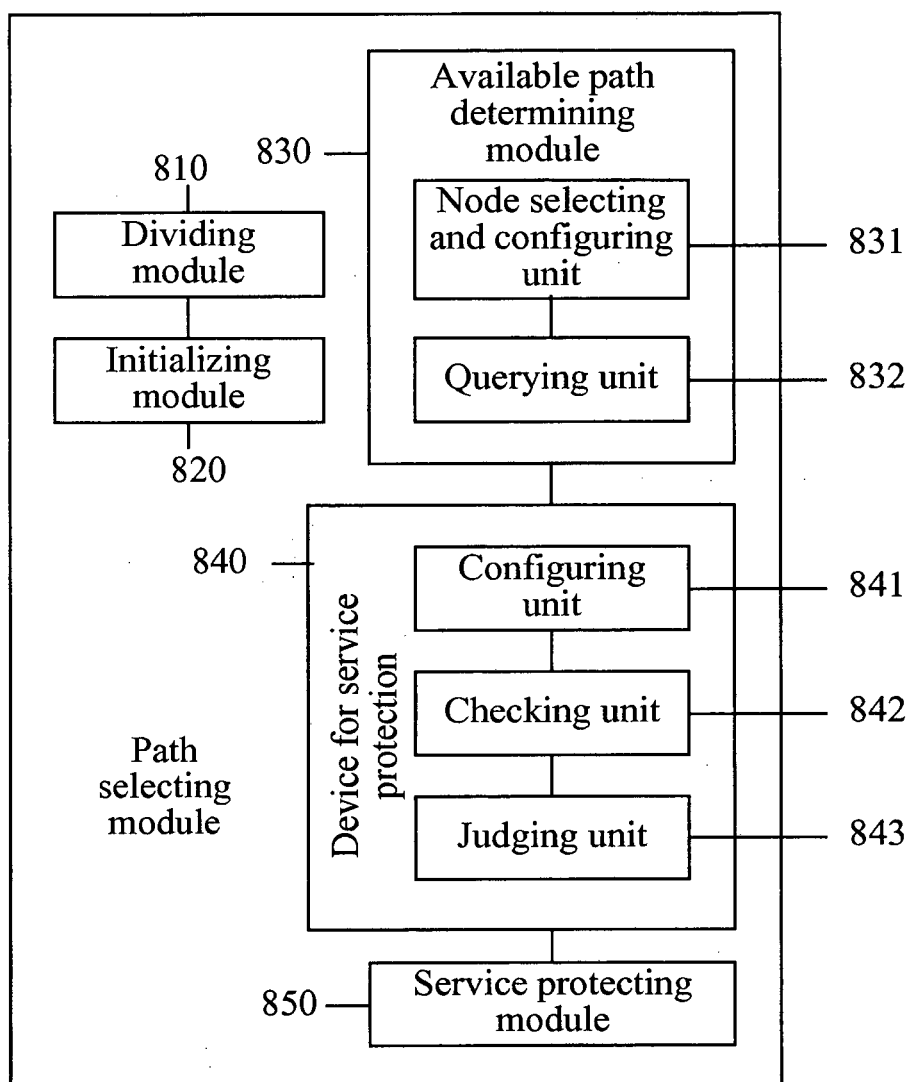 Available path
determining
module
830
810
Dividing
module
Node selecting
and configuring
unit
831
Initializing
module
820
Querying unit
832
840
Device for service
protection
Configuring
unit
841
Checking unit
842
Path
selecting
module
Judging unit
843
850
Service protecting
module